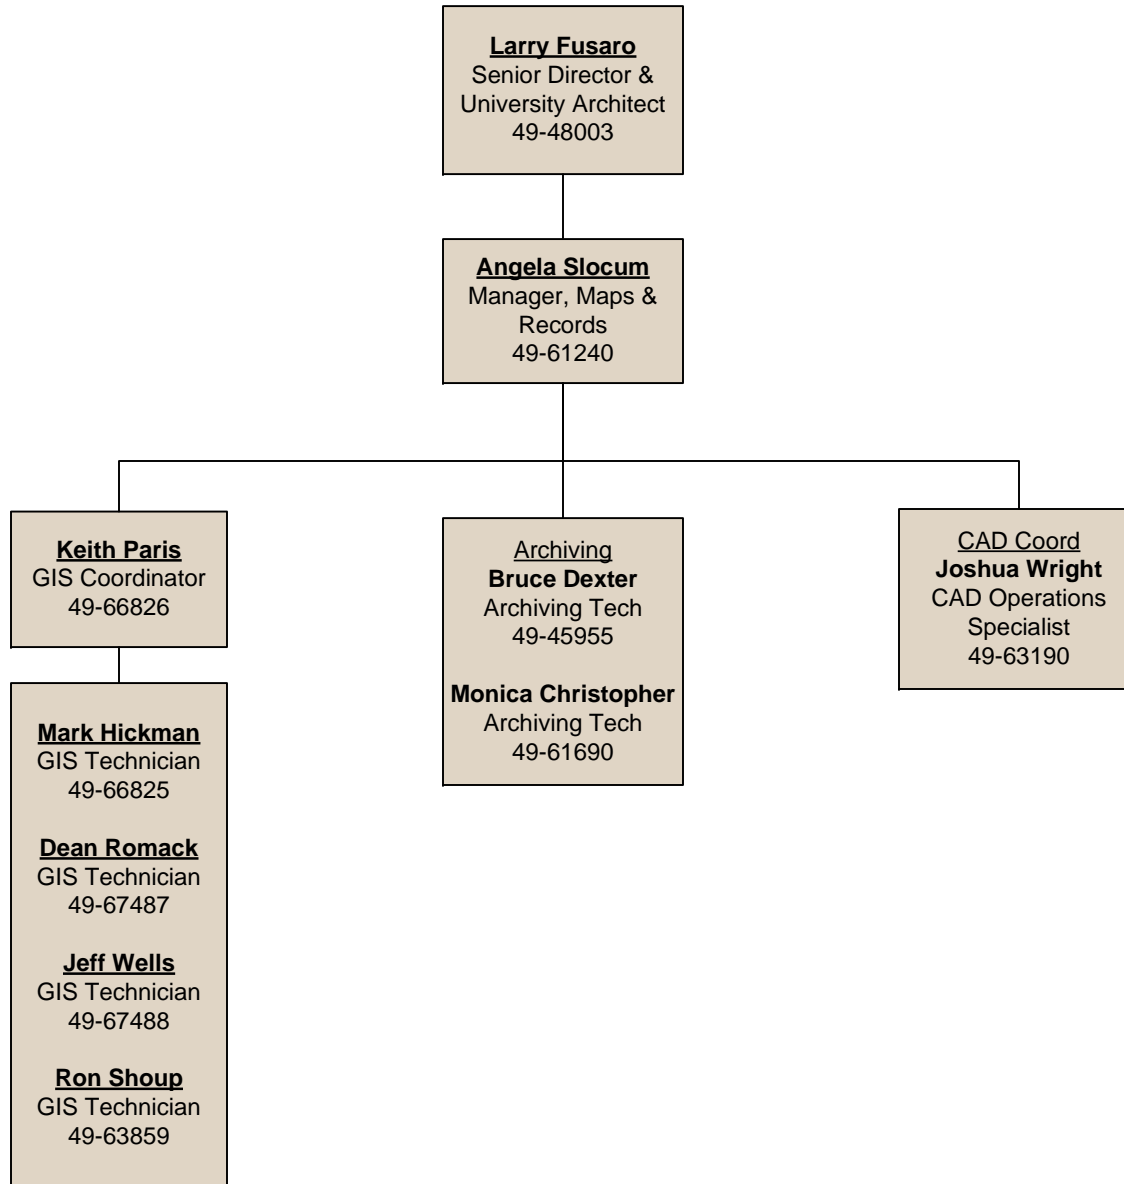 Larry Fusaro
Senior Director &
University Architect
49-48003
Angela Slocum
Manager, Maps &
Records
49-61240
Keith Paris
GIS Coordinator
49-66826
Mark Hickman
GIS Technician
49-66825
Dean Romack
GIS Technician
49-67487
Jeff Wells
GIS Technician
49-67488
Ron Shoup
GIS Technician
49-63859
Archiving
Bruce Dexter
Archiving Tech
49-45955
Monica Christopher
Archiving Tech
49-61690
CAD Coord
Joshua Wright
CAD Operations
Specialist
49-63190